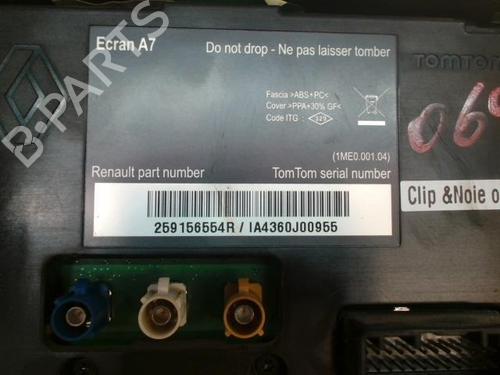 Ecran A7
Do not drop - Ne pas laisser tomber
TOMTOM
Fascia >ABS+PC<
Cover >PPA+30% GF<
Code ITG :
(1ME0.001.04)
Renault part number
TomTom serial number
Clip &Noie
259156554R / IA4360J00955
B-PARTS